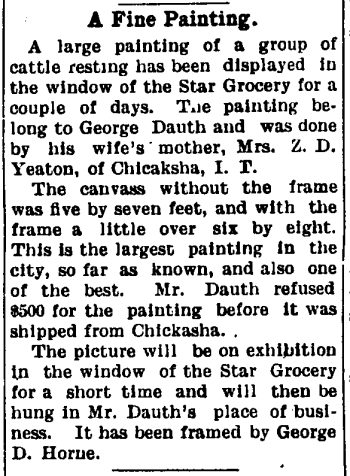 A Fine Painting.
A large painting of a group of
cattle resting has been displayed in
the window of the Star Grocery for a
couple of days. The painting be-
long to George Dauth and was done
by his wife's mother, Mrs. Z. D.
Yeaton, of Chicaksha, I. T.
The canvass without the frame
was five by seven feet, and with the
frame a little over six by eight.
This is the largest painting in the
city, so far as known, and also one
of the best. Mr. Dauth refused
$500 for the painting before it was
shipped from Chickasha. .
The picture will be on exhibition
in the window of the Star Grocery
for a short time and will then be
hung in Mr. Dauth's place of busi-
ness. It has been framed by George
D. Horne.